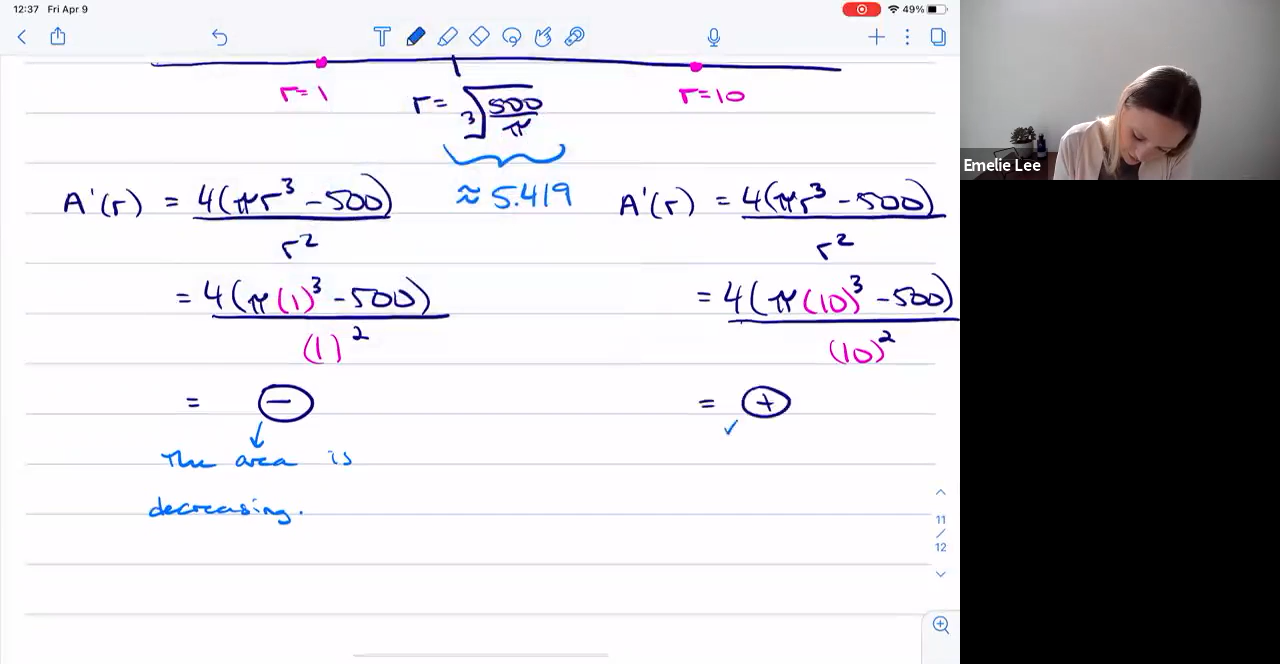 12:37 Fri Apr 9
49%
r=1
r= ∛(500/π)
r=10
≈ 5.419
A'(r) = 4(πr³ - 500) / r²
= 4(π(1)³ - 500) / (1)²
= −
The area is
decreasing.
A'(r) = 4(πr³ - 500) / r²
= 4(π(10)³ - 500) / (10)²
= +
11
/
12
Emelie Lee